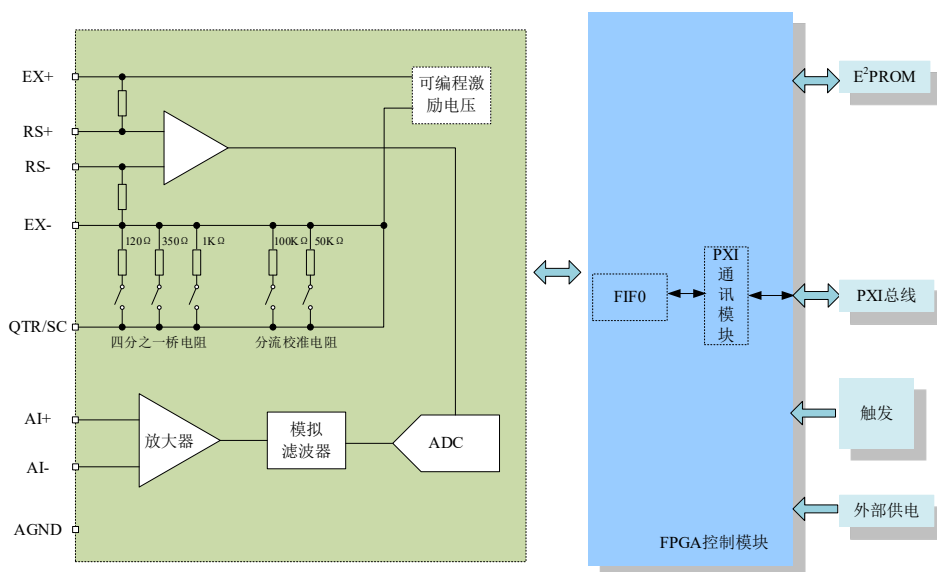 EX+
可编程激
励电压
RS+
RS-
EX-
120Ω 350Ω 1KΩ 100KΩ 50KΩ
QTR/SC
四分之一桥电阻 分流校准电阻
AI+
放大器
模拟
滤波器
ADC
AI-
AGND
FIF0
PXI
通
讯
模
块
FPGA控制模块
E²PROM
PXI总线
触发
外部供电